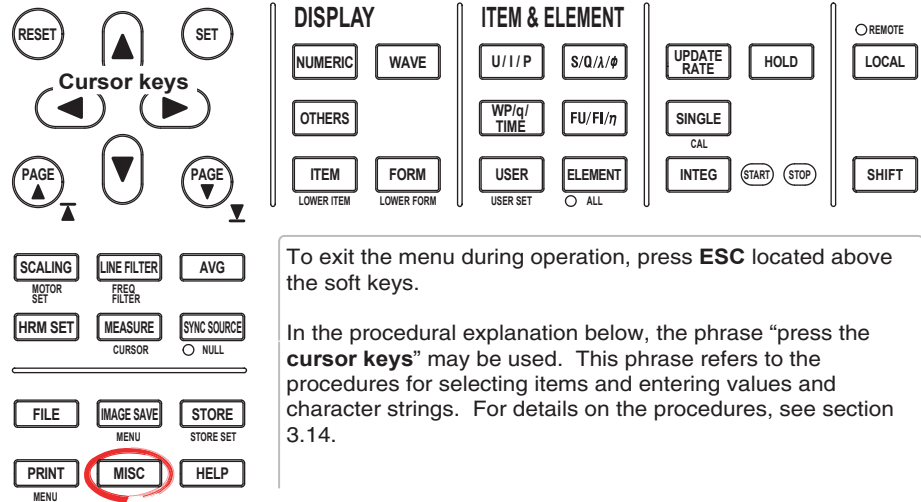 RESET
SET
Cursor keys
PAGE
PAGE
DISPLAY
NUMERIC WAVE
OTHERS
ITEM FORM
LOWER ITEM LOWER FORM
ITEM & ELEMENT
U / I / P S/Q/λ/ϕ
WP/q/
TIME
FU/FI/η
USER ELEMENT
USER SET ALL
UPDATE
RATE
HOLD
SINGLE
CAL
INTEG START STOP
REMOTE
LOCAL
SHIFT
SCALING LINE FILTER AVG
MOTOR
SET
FREQ
FILTER
HRM SET MEASURE SYNC SOURCE
CURSOR NULL
FILE IMAGE SAVE STORE
MENU STORE SET
PRINT MISC HELP
MENU
To exit the menu during operation, press ESC located above
the soft keys.
In the procedural explanation below, the phrase “press the
cursor keys” may be used. This phrase refers to the
procedures for selecting items and entering values and
character strings. For details on the procedures, see section
3.14.